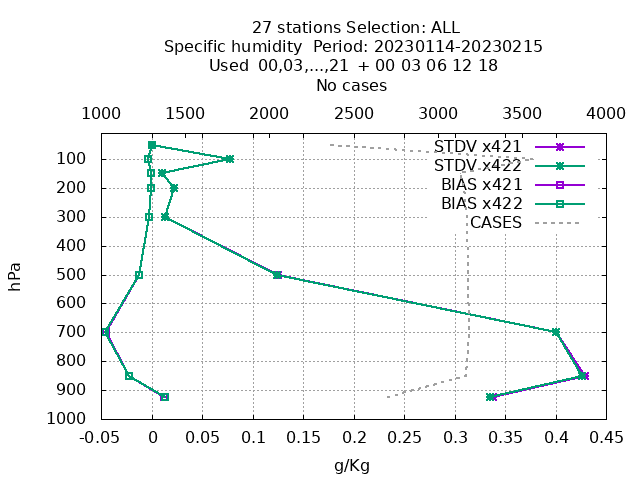 27 stations Selection: ALL
Specific humidity  Period: 20230114-20230215
Used  00,03,...,21  + 00 03 06 12 18
No cases
1000 1500 2000 2500 3000 3500 4000
STDV x421
STDV x422
BIAS x421
BIAS x422
CASES
100
200
300
400
500
600
700
800
900
1000
hPa
-0.05 0 0.05 0.1 0.15 0.2 0.25 0.3 0.35 0.4 0.45
g/Kg